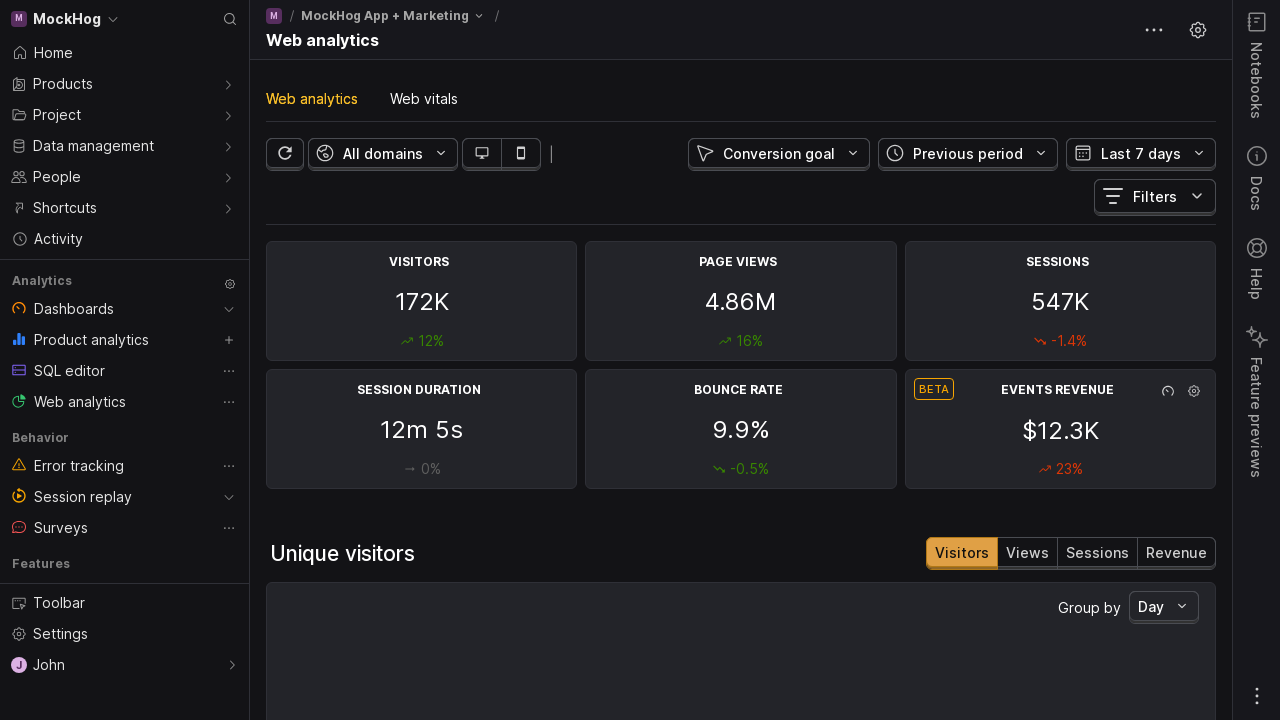 M MockHog
Home
Products
Project
Data management
People
Shortcuts
Activity
Analytics
Dashboards
Product analytics
SQL editor
Web analytics
Behavior
Error tracking
Session replay
Surveys
Features
Toolbar
Settings
J John
M / MockHog App + Marketing /
Web analytics
Web analytics Web vitals
All domains Conversion goal Previous period Last 7 days
Filters
VISITORS
172K
12%
PAGE VIEWS
4.86M
16%
SESSIONS
547K
-1.4%
SESSION DURATION
12m 5s
0%
BOUNCE RATE
9.9%
-0.5%
BETA EVENTS REVENUE
$12.3K
23%
Unique visitors
Visitors Views Sessions Revenue
Group by Day
Notebooks
Docs
Help
Feature previews